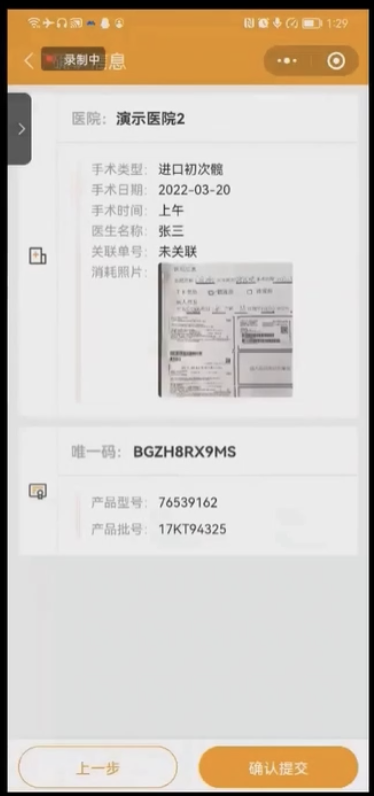 1:29
录制中
信息
医院： 演示医院2
手术类型： 进口初次髋
手术日期： 2022-03-20
手术时间： 上午
医生名称： 张三
关联单号： 未关联
消耗照片：
唯一码： BGZH8RX9MS
产品型号： 76539162
产品批号： 17KT94325
上一步
确认提交